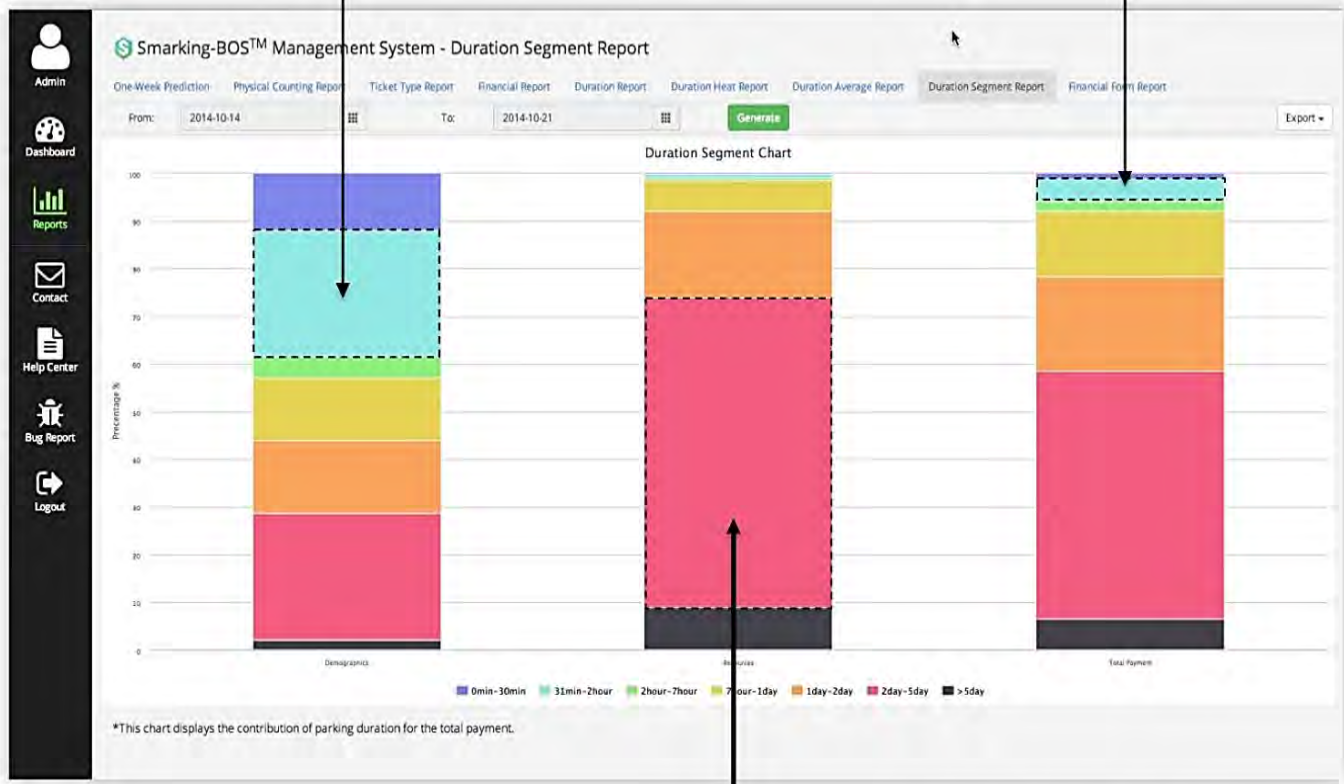 Smarking-BOS™ Management System - Duration Segment Report
Admin
One-Week Prediction Physical Counting Report Ticket Type Report Financial Report Duration Report Duration Heat Report Duration Average Report Duration Segment Report Financial Form Report
From: 2014-10-14 To: 2014-10-21 Generate Export
Dashboard
Reports
Contact
Help Center
Bug Report
Logout
Duration Segment Chart
100
90
80
70
60
50
40
30
20
10
0
Precentage %
Demographics Total Payment
0min-30min 31min-2hour 2hour-7hour 7hour-1day 1day-2day 2day-5day >5day
*This chart displays the contribution of parking duration for the total payment.